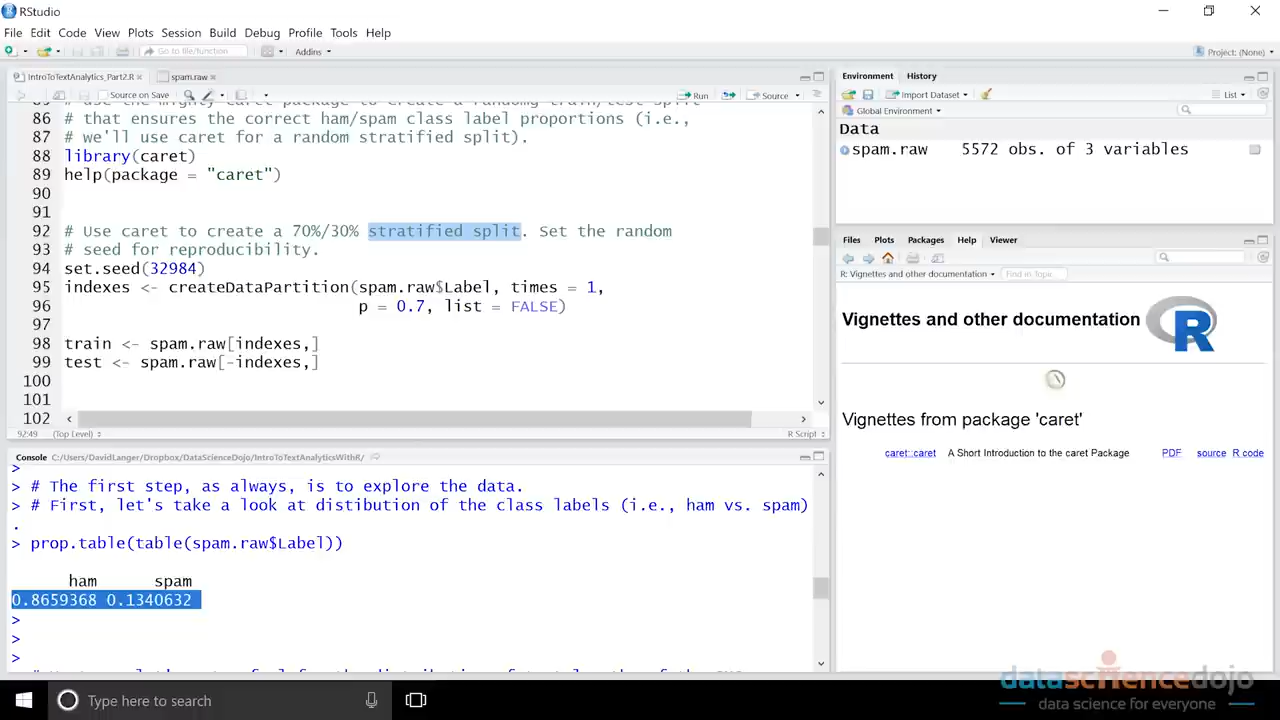 RStudio
File Edit Code View Plots Session Build Debug Profile Tools Help
Go to file/function Addins Project: (None)
IntroToTextAnalytics_Part2.R spam.raw
Source on Save Run Source
86 # that ensures the correct ham/spam class label proportions (i.e.,
87 # we'll use caret for a random stratified split).
88 library(caret)
89 help(package = "caret")
90
91
92 # Use caret to create a 70%/30% stratified split. Set the random
93 # seed for reproducibility.
94 set.seed(32984)
95 indexes <- createDataPartition(spam.raw$Label, times = 1,
96 p = 0.7, list = FALSE)
97
98 train <- spam.raw[indexes,]
99 test <- spam.raw[-indexes,]
100
101
102
92:49 (Top Level) R Script
Console C:/Users/DavidLanger/Dropbox/DataScienceDojo/IntroToTextAnalyticsWithR/
>
> # The first step, as always, is to explore the data.
> # First, let's take a look at distibution of the class labels (i.e., ham vs. spam)
.
> prop.table(table(spam.raw$Label))
ham spam
0.8659368 0.1340632
>
>
>
Environment History
Import Dataset List
Global Environment
Data
spam.raw 5572 obs. of 3 variables
Files Plots Packages Help Viewer
R: Vignettes and other documentation Find in Topic
Vignettes and other documentation R
Vignettes from package 'caret'
caret::caret A Short Introduction to the caret Package PDF source R code
datasciencedojo
data science for everyone
Type here to search